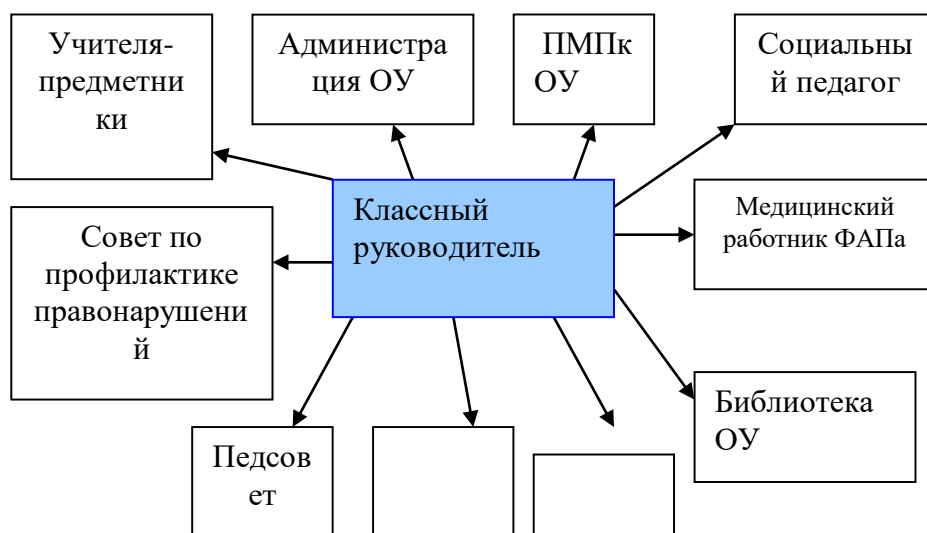 Учителя-
предметни
ки
Администра
ция ОУ
ПМПк
ОУ
Социальны
й педагог
Классный
руководитель
Медицинский
работник ФАПа
Совет по
профилактике
правонарушени
й
Библиотека
ОУ
Педсов
ет